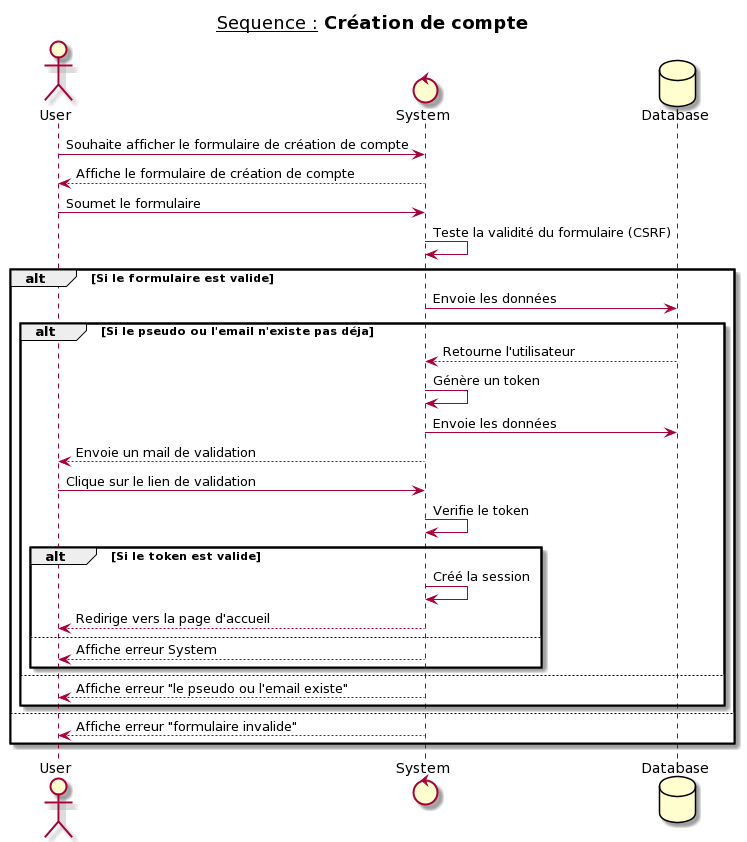 Sequence : Création de compte
User
System
Database
Souhaite afficher le formulaire de création de compte
Affiche le formulaire de création de compte
Soumet le formulaire
Teste la validité du formulaire (CSRF)
alt [Si le formulaire est valide]
Envoie les données
alt [Si le pseudo ou l'email n'existe pas déja]
Retourne l'utilisateur
Génère un token
Envoie les données
Envoie un mail de validation
Clique sur le lien de validation
Verifie le token
alt [Si le token est valide]
Créé la session
Redirige vers la page d'accueil
Affiche erreur System
Affiche erreur "le pseudo ou l'email existe"
Affiche erreur "formulaire invalide"
User
System
Database